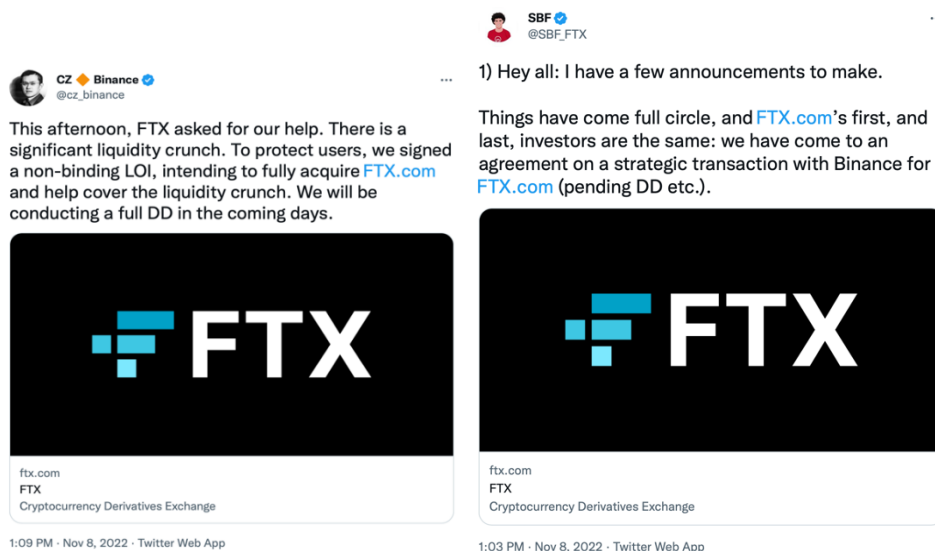 CZ 🔶 Binance
@cz_binance
This afternoon, FTX asked for our help. There is a
significant liquidity crunch. To protect users, we signed
a non-binding LOI, intending to fully acquire FTX.com
and help cover the liquidity crunch. We will be
conducting a full DD in the coming days.
FTX
ftx.com
FTX
Cryptocurrency Derivatives Exchange
1:09 PM · Nov 8, 2022 · Twitter Web App
SBF
@SBF_FTX
1) Hey all: I have a few announcements to make.
Things have come full circle, and FTX.com’s first, and
last, investors are the same: we have come to an
agreement on a strategic transaction with Binance for
FTX.com (pending DD etc.).
FTX
ftx.com
FTX
Cryptocurrency Derivatives Exchange
1:03 PM · Nov 8, 2022 · Twitter Web App